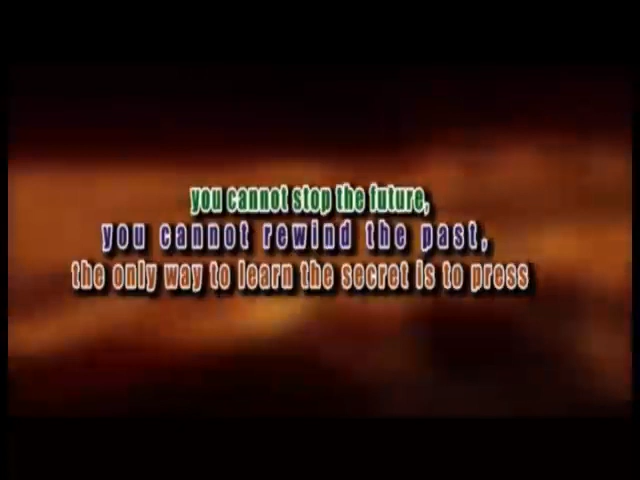 you cannot stop the future,
you cannot rewind the past,
the only way to learn the secret is to press